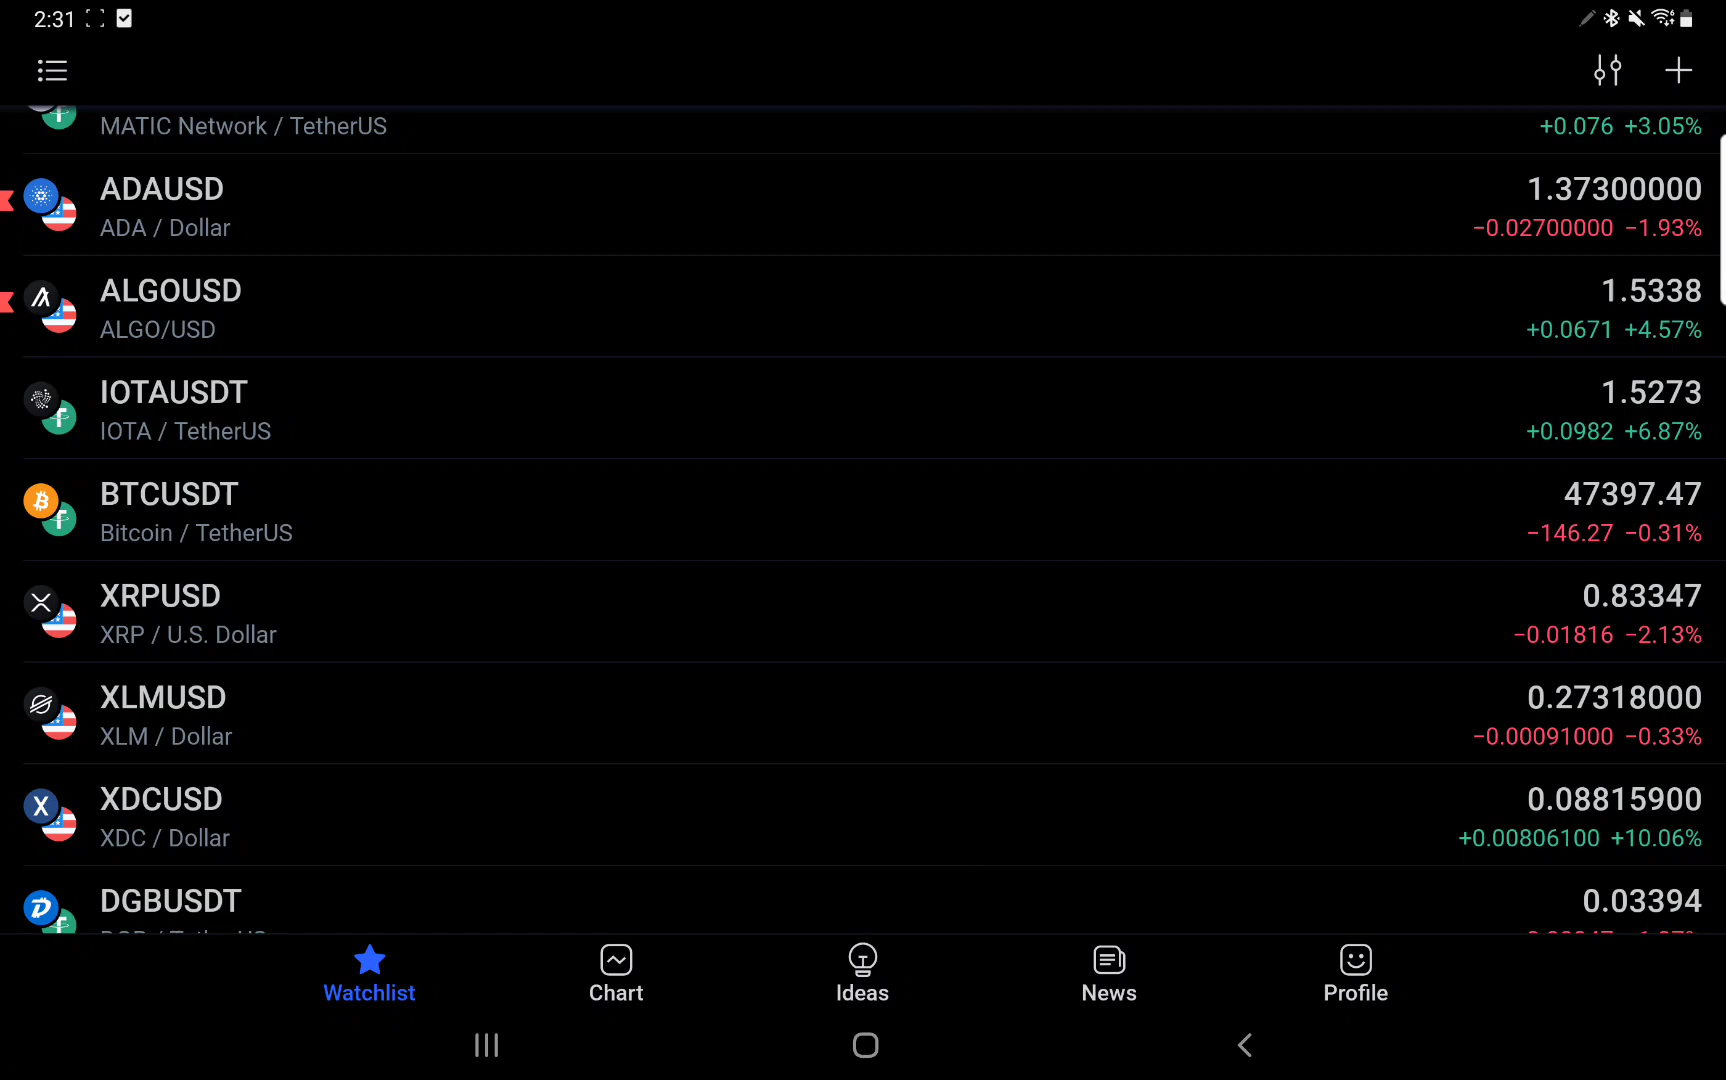 2:31
MATIC Network / TetherUS
+0.076 +3.05%
ADAUSD
1.37300000
ADA / Dollar
−0.02700000 −1.93%
ALGOUSD
1.5338
ALGO/USD
+0.0671 +4.57%
IOTAUSDT
1.5273
IOTA / TetherUS
+0.0982 +6.87%
BTCUSDT
47397.47
Bitcoin / TetherUS
−146.27 −0.31%
XRPUSD
0.83347
XRP / U.S. Dollar
−0.01816 −2.13%
XLMUSD
0.27318000
XLM / Dollar
−0.00091000 −0.33%
XDCUSD
0.08815900
XDC / Dollar
+0.00806100 +10.06%
DGBUSDT
0.03394
Watchlist
Chart
Ideas
News
Profile